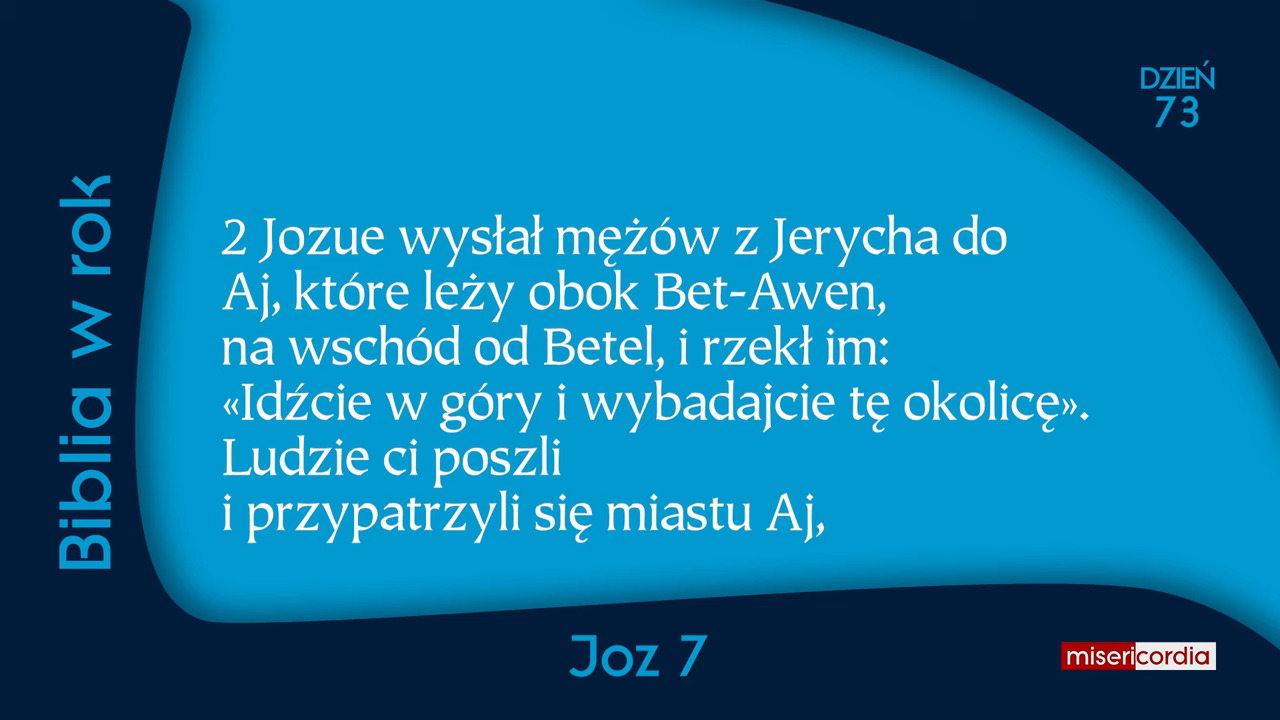 DZIEŃ
73
Biblia w rok
2 Jozue wysłał mężów z Jerycha do
Aj, które leży obok Bet-Awen,
na wschód od Betel, i rzekł im:
«Idźcie w góry i wybadajcie tę okolicę».
Ludzie ci poszli
i przypatrzyli się miastu Aj,
Joz 7
misericordia